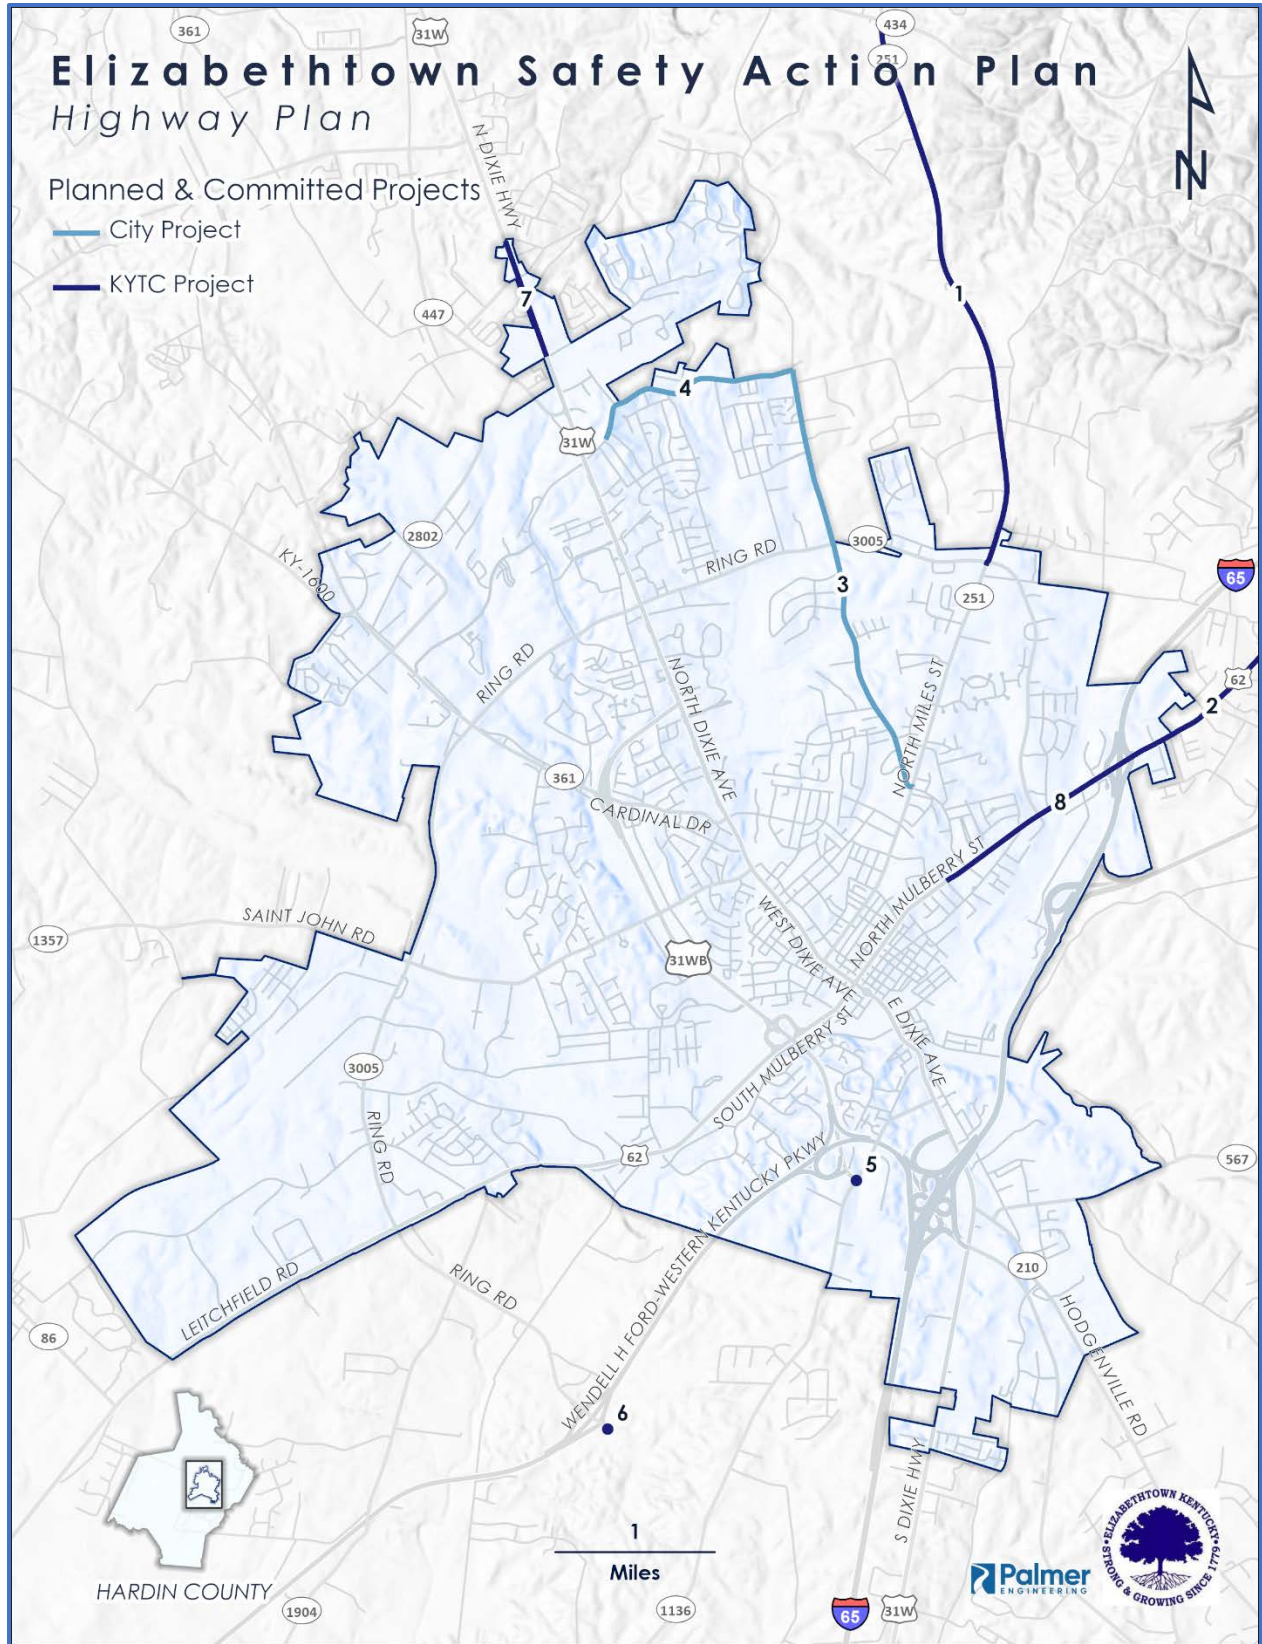 361
31W
434
251
Elizabethtown Safety Action Plan
Highway Plan
N
Planned & Committed Projects
City Project
KYTC Project
N DIXIE HWY
7
447
1
4
31W
2802
KY-1600
RING RD
3005
3
251
65
62
2
RING RD
NORTH DIXIE AVE
NORTH MILES ST
361
CARDINAL DR
8
NORTH MULBERRY ST
WEST DIXIE AVE
SAINT JOHN RD
1357
31WB
E DIXIE AVE
SOUTH MULBERRY ST
3005
RING RD
62
5
567
WENDELL H FORD-WESTERN KENTUCKY PKWY
LEITCHFIELD RD
RING RD
210
HODGENVILLE RD
86
6
S DIXIE HWY
1
Miles
HARDIN COUNTY
1904
1136
65
31W
Palmer
ENGINEERING
ELIZABETHTOWN KENTUCKY
STRONG & GROWING SINCE 1779